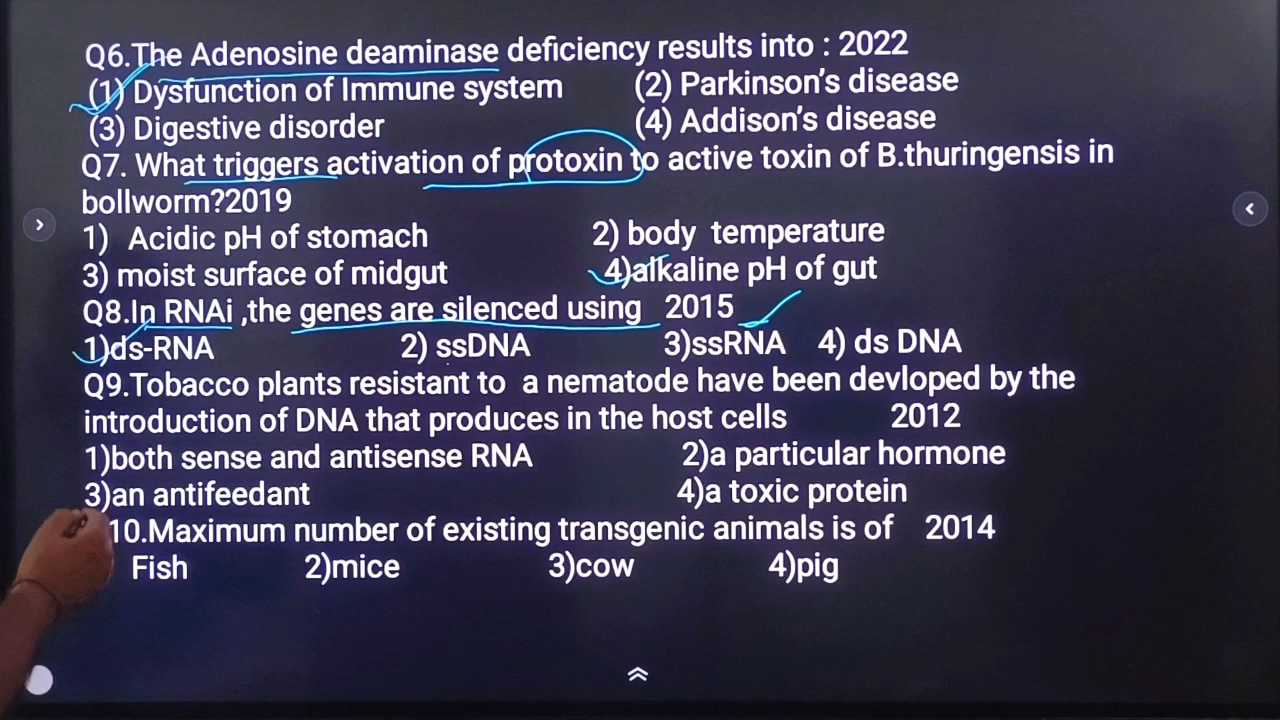 Q6.The Adenosine deaminase deficiency results into : 2022
(1) Dysfunction of Immune system (2) Parkinson's disease
(3) Digestive disorder (4) Addison's disease
Q7. What triggers activation of protoxin to active toxin of B.thuringensis in
bollworm?2019
1) Acidic pH of stomach 2) body temperature
3) moist surface of midgut 4)alkaline pH of gut
Q8.In RNAi ,the genes are silenced using 2015
1)ds-RNA 2) ssDNA 3)ssRNA 4) ds DNA
Q9.Tobacco plants resistant to a nematode have been devloped by the
introduction of DNA that produces in the host cells 2012
1)both sense and antisense RNA 2)a particular hormone
3)an antifeedant 4)a toxic protein
10.Maximum number of existing transgenic animals is of 2014
Fish 2)mice 3)cow 4)pig